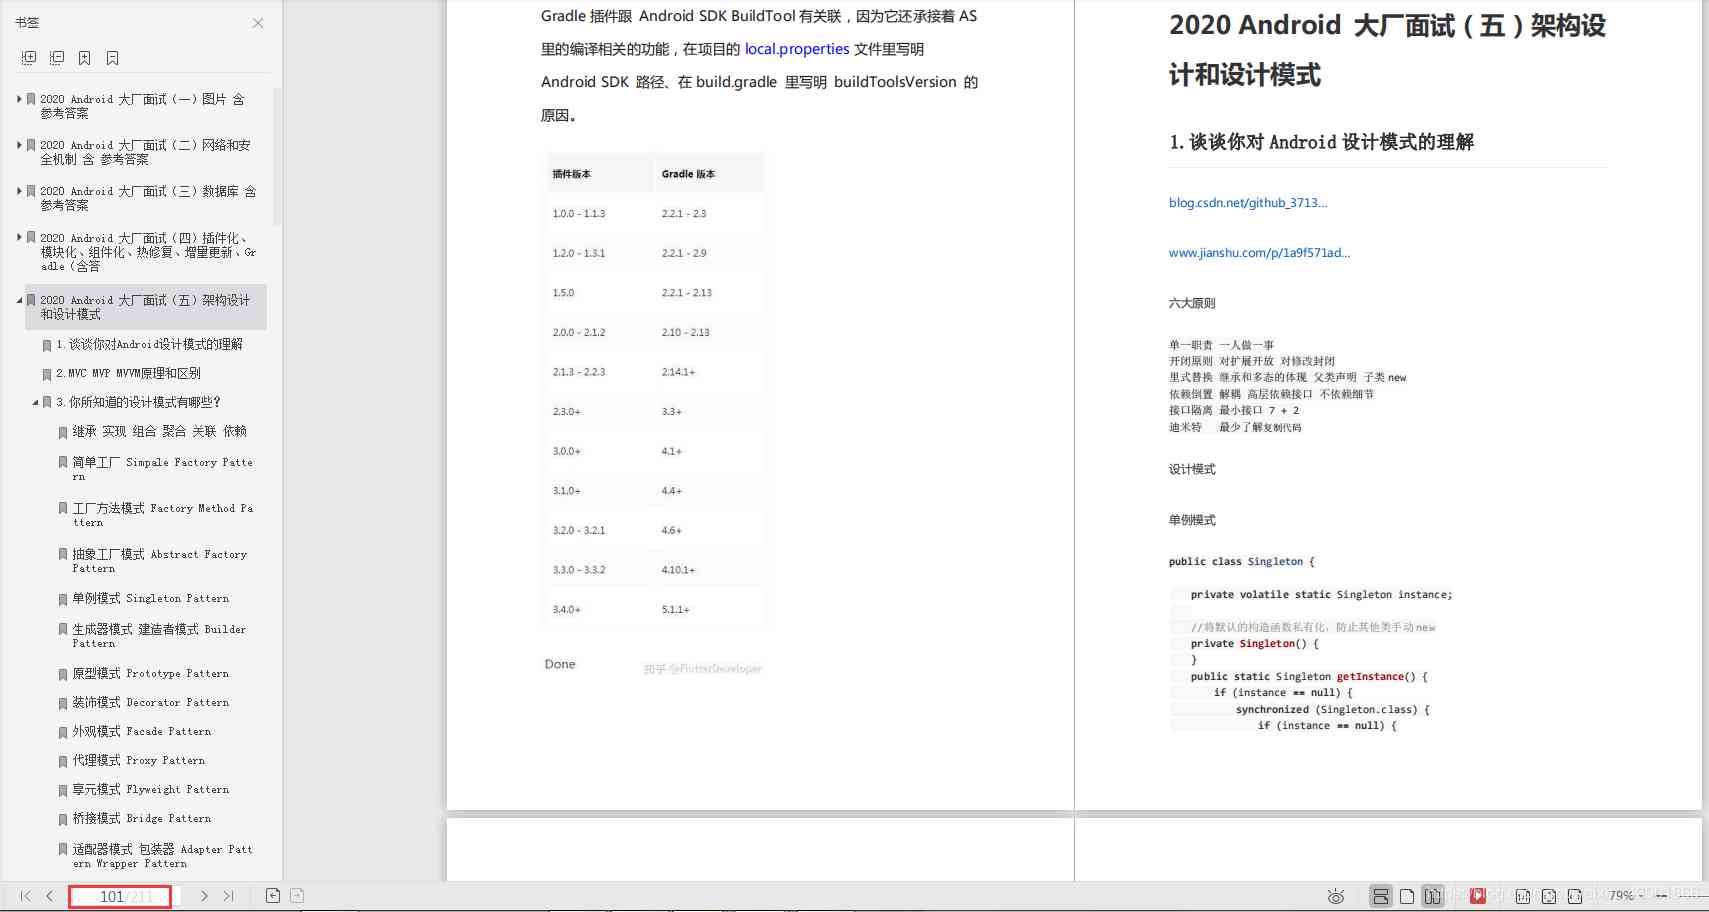 书签
2020 Android 大厂面试（一）图片 含
参考答案
2020 Android 大厂面试（二）网络和安
全机制 含 参考答案
2020 Android 大厂面试（三）数据库 含
参考答案
2020 Android 大厂面试（四）插件化、
模块化、组件化、热修复、增量更新、Gr
adle（含答
2020 Android 大厂面试（五）架构设计
和设计模式
1.谈谈你对Android设计模式的理解
2.MVC MVP MVVM原理和区别
3.你所知道的设计模式有哪些？
继承 实现 组合 聚合 关联 依赖
简单工厂 Simpale Factory Patte
rn
工厂方法模式 Factory Method Pa
ttern
抽象工厂模式 Abstract Factory
Pattern
单例模式 Singleton Pattern
生成器模式 建造者模式 Builder
Pattern
原型模式 Prototype Pattern
装饰模式 Decorator Pattern
外观模式 Facade Pattern
代理模式 Proxy Pattern
享元模式 Flyweight Pattern
桥接模式 Bridge Pattern
适配器模式 包装器 Adapter Patt
ern Wrapper Pattern
Gradle 插件跟 Android SDK BuildTool 有关联，因为它还承接着 AS
里的编译相关的功能，在项目的 local.properties 文件里写明
Android SDK 路径、在 build.gradle 里写明 buildToolsVersion 的
原因。
插件版本 Gradle 版本
1.0.0 - 1.1.3 2.2.1 - 2.3
1.2.0 - 1.3.1 2.2.1 - 2.9
1.5.0 2.2.1 - 2.13
2.0.0 - 2.1.2 2.10 - 2.13
2.1.3 - 2.2.3 2.14.1+
2.3.0+ 3.3+
3.0.0+ 4.1+
3.1.0+ 4.4+
3.2.0 - 3.2.1 4.6+
3.3.0 - 3.3.2 4.10.1+
3.4.0+ 5.1.1+
Done
知乎 @FlutterDeveloper
2020 Android 大厂面试（五）架构设
计和设计模式
1.谈谈你对 Android 设计模式的理解
blog.csdn.net/github_3713...
www.jianshu.com/p/1a9f571ad...
六大原则
单一职责 一人做一事
开闭原则 对扩展开放 对修改封闭
里式替换 继承和多态的体现 父类声明 子类 new
依赖倒置 解耦 高层依赖接口 不依赖细节
接口隔离 最小接口 7 + 2
迪米特 最少了解复制代码
设计模式
单例模式
public class Singleton {
private volatile static Singleton instance;
//将默认的构造函数私有化，防止其他类手动 new
private Singleton() {
}
public static Singleton getInstance() {
if (instance == null) {
synchronized (Singleton.class) {
if (instance == null) {
101/211
79%